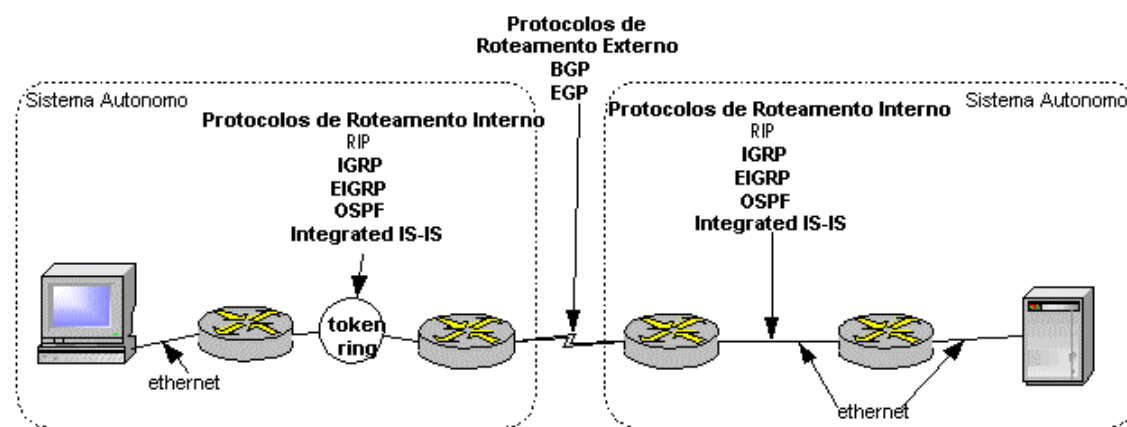 Protocolos de
Roteamento Externo
BGP
EGP
Sistema Autonomo
Protocolos de Roteamento Interno
RIP
IGRP
EIGRP
OSPF
Integrated IS-IS
Sistema Autonomo
Protocolos de Roteamento Interno
RIP
IGRP
EIGRP
OSPF
Integrated IS-IS
token
ring
ethernet
ethernet